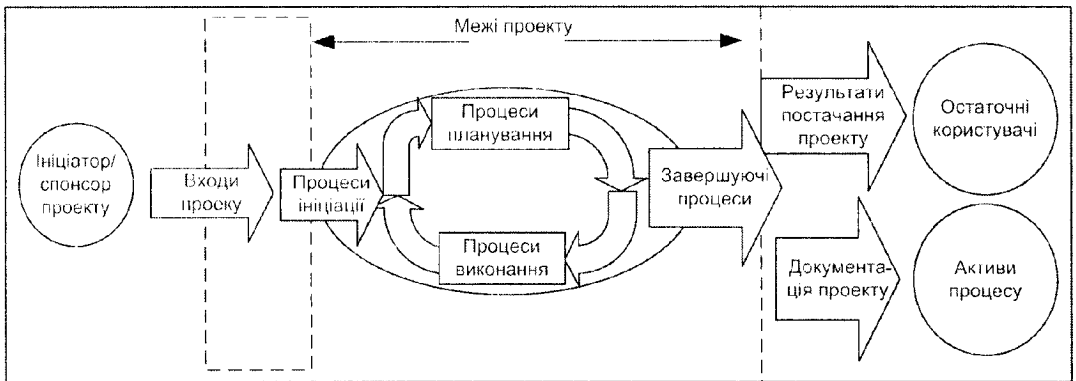 Межі проекту
Ініціатор/
спонсор
проекту
Входи
проеку
Процеси
ініціації
Процеси
планування
Процеси
виконання
Завершуючі
процеси
Результати
постачання
проекту
Остаточні
користувачі
Документа-
ція проекту
Активи
процесу